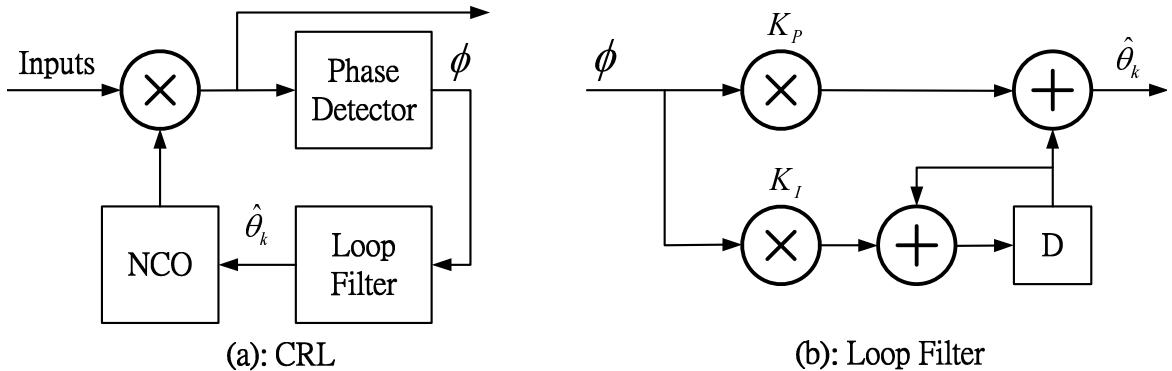 Inputs
Phase
Detector
ϕ
NCO
θ̂ₖ
Loop
Filter
(a): CRL
ϕ
K_P
θ̂ₖ
K_I
D
(b): Loop Filter